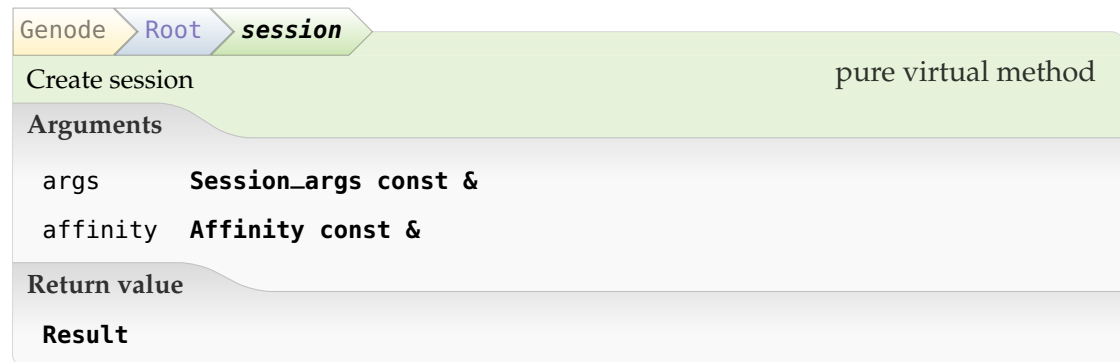 Genode Root session
Create session pure virtual method
Arguments
args Session_args const &
affinity Affinity const &
Return value
Result